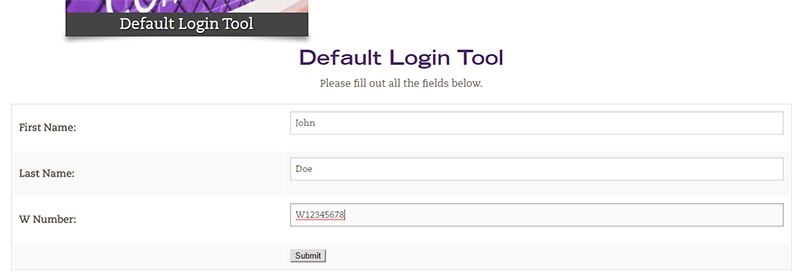 Default Login Tool
Default Login Tool
Please fill out all the fields below.
First Name: John
Last Name: Doe
W Number: W12345678
Submit